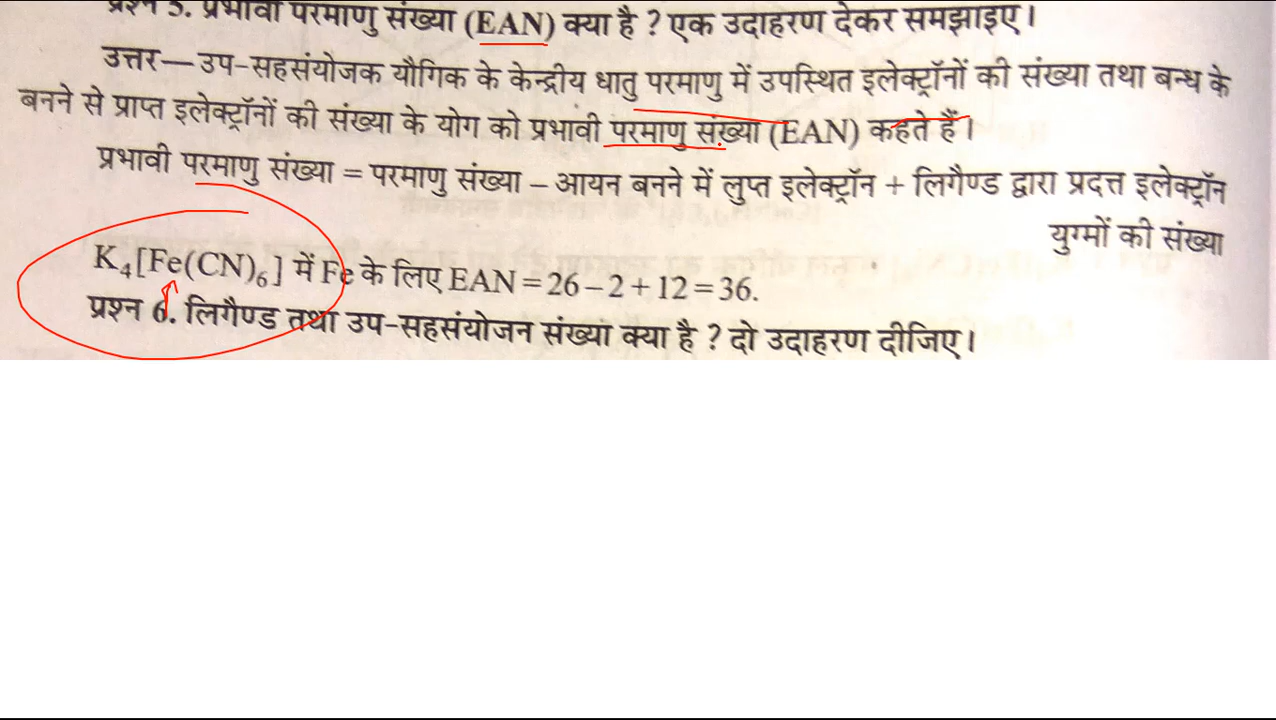 प्रश्न 5. प्रभावी परमाणु संख्या (EAN) क्या है ? एक उदाहरण देकर समझाइए।
उत्तर—उप-सहसंयोजक यौगिक के केन्द्रीय धातु परमाणु में उपस्थित इलेक्ट्रॉनों की संख्या तथा बन्ध के
बनने से प्राप्त इलेक्ट्रॉनों की संख्या के योग को प्रभावी परमाणु संख्या (EAN) कहते हैं।
प्रभावी परमाणु संख्या = परमाणु संख्या – आयन बनने में लुप्त इलेक्ट्रॉन + लिगैण्ड द्वारा प्रदत्त इलेक्ट्रॉन
युग्मों की संख्या
K₄[Fe(CN)₆] में Fe के लिए EAN = 26 – 2 + 12 = 36.
प्रश्न 6. लिगैण्ड तथा उप-सहसंयोजन संख्या क्या है ? दो उदाहरण दीजिए।